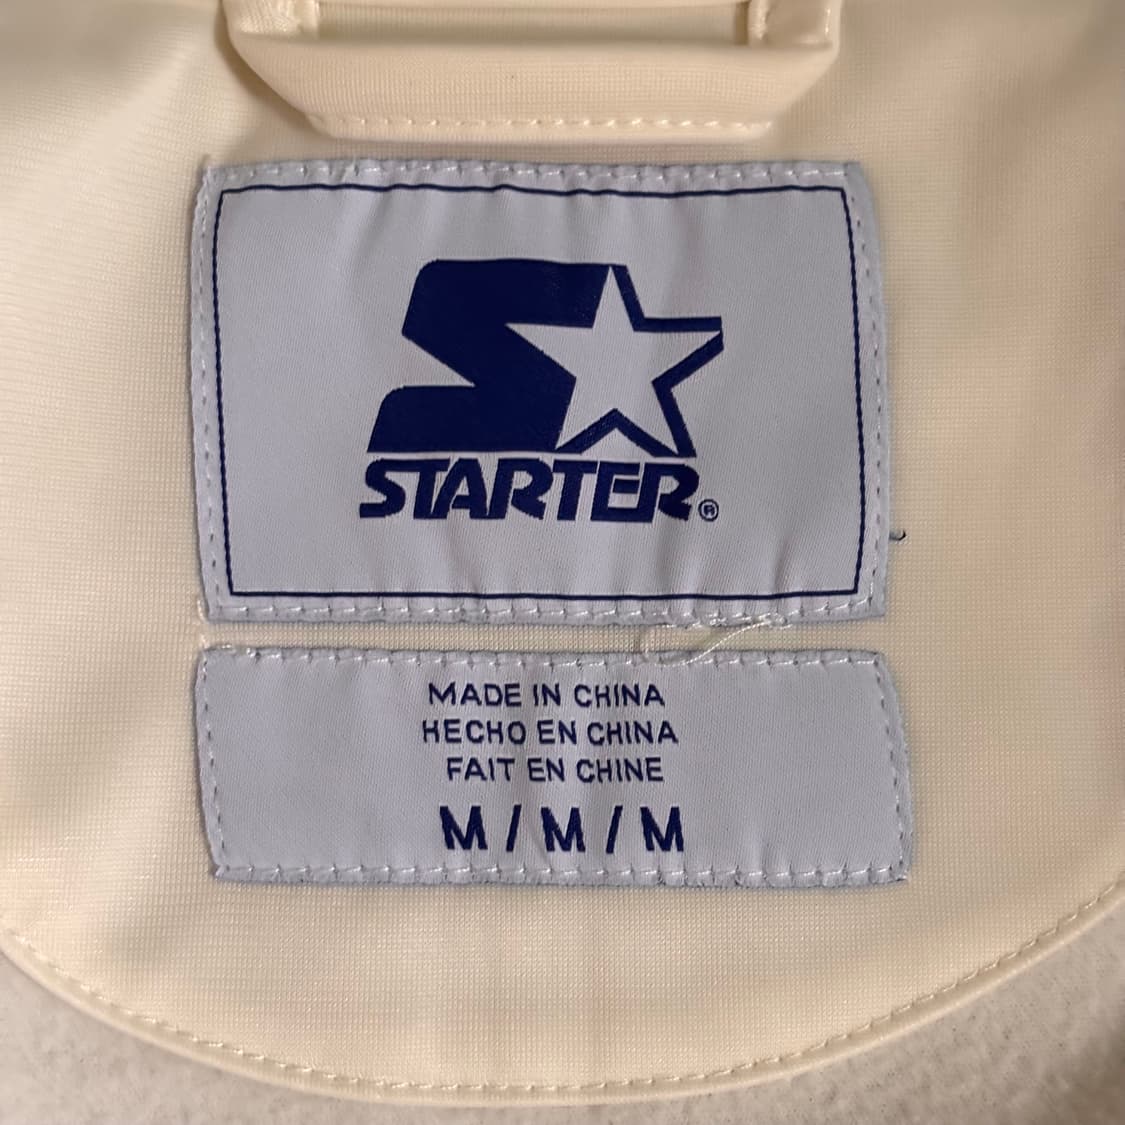 STARTER®
MADE IN CHINA
HECHO EN CHINA
FAIT EN CHINE
M / M / M